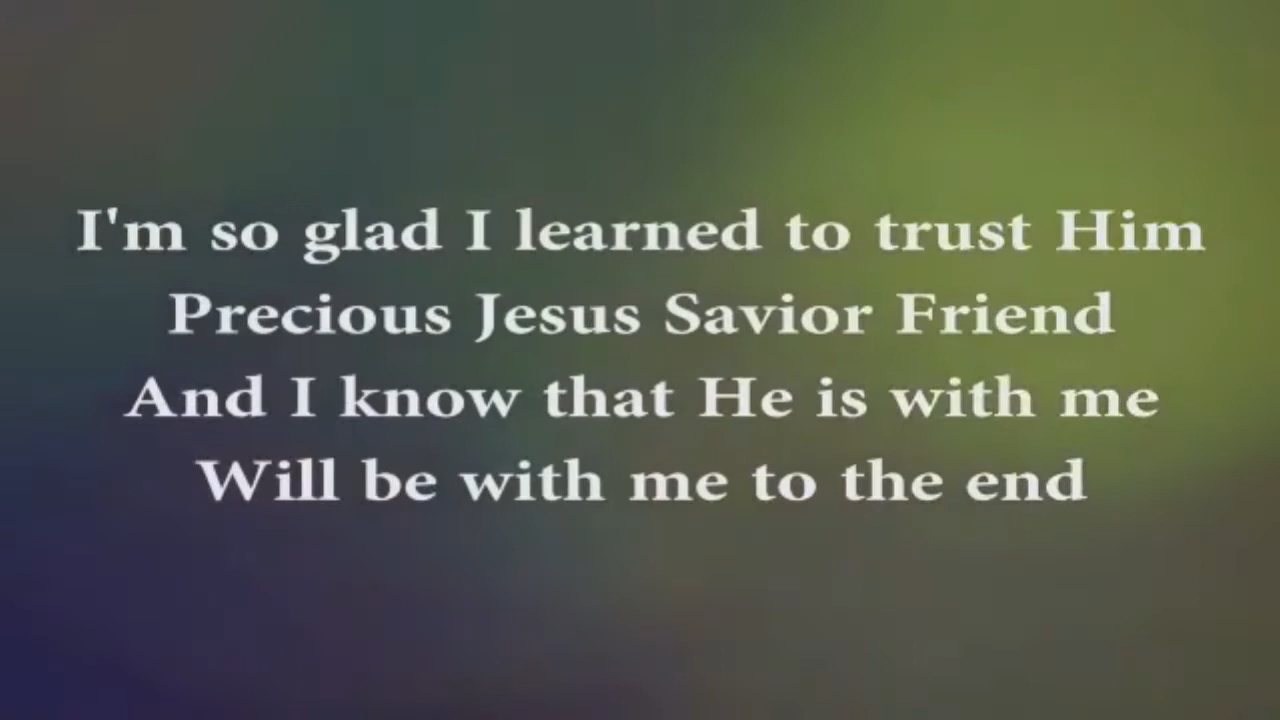 I'm so glad I learned to trust Him
Precious Jesus Savior Friend
And I know that He is with me
Will be with me to the end